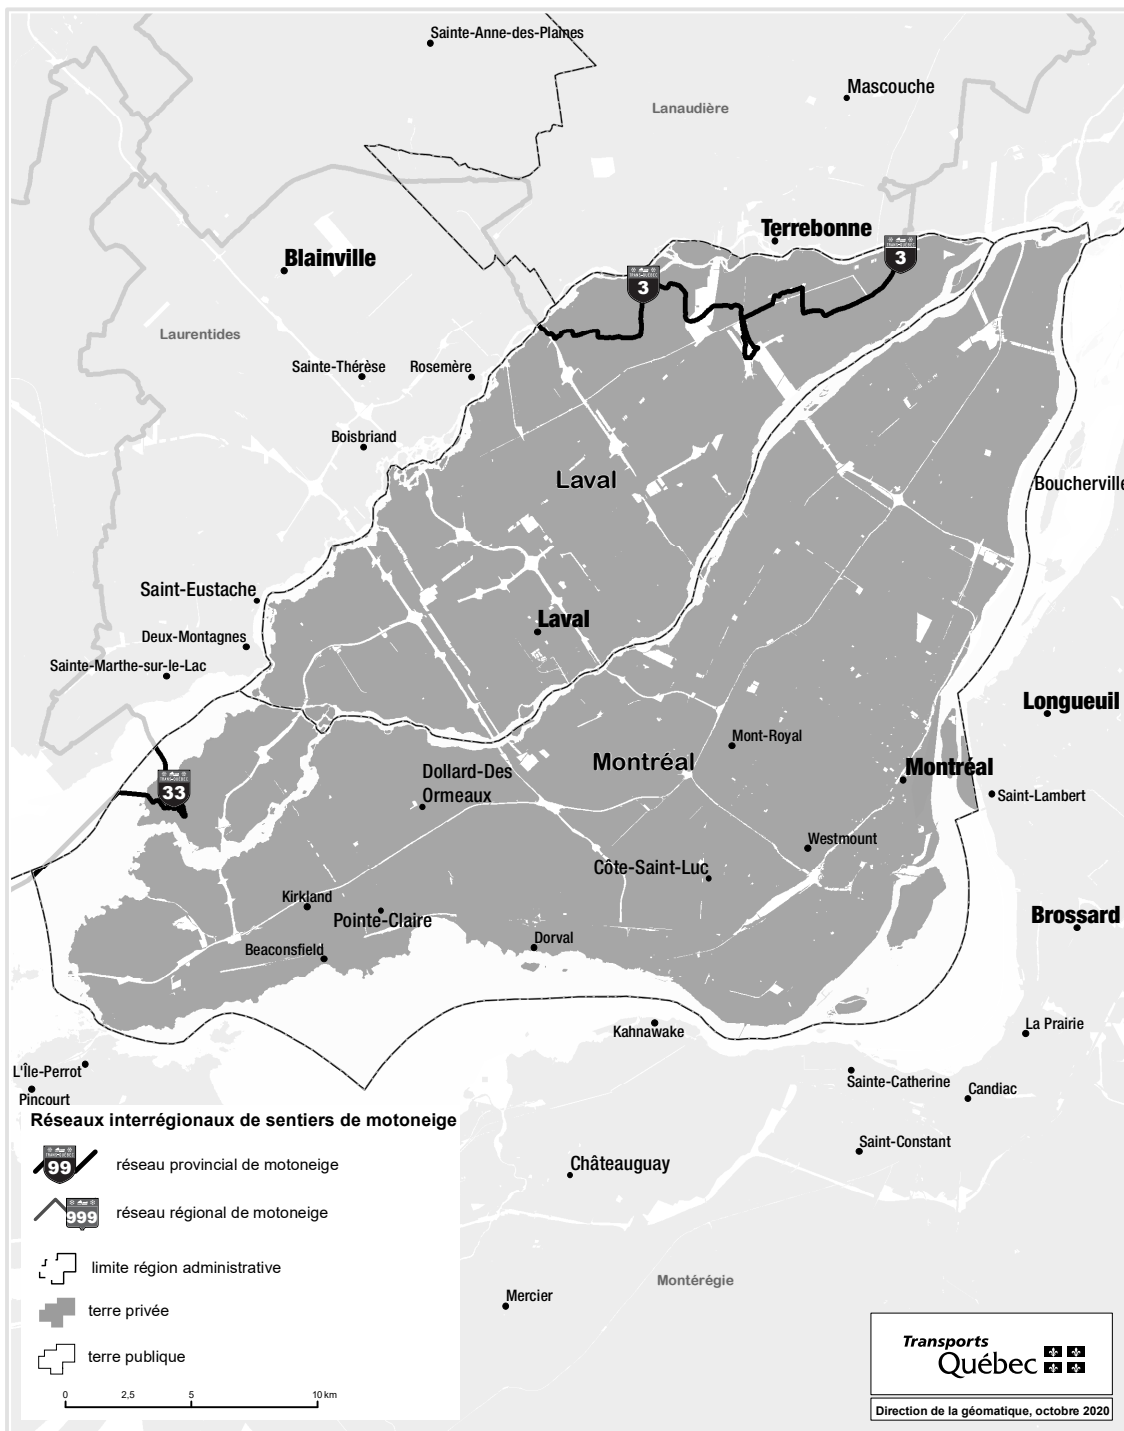 Sainte-Anne-des-Plaines
Mascouche
Lanaudière
Terrebonne
Blainville
3
3
Laurentides
Sainte-Thérèse
Rosemère
Boisbriand
Laval
Boucherville
Saint-Eustache
Laval
Deux-Montagnes
Sainte-Marthe-sur-le-Lac
Longueuil
Mont-Royal
Montréal
Montréal
Dollard-Des
Ormeaux
33
Saint-Lambert
Westmount
Côte-Saint-Luc
Kirkland
Pointe-Claire
Brossard
Dorval
Beaconsfield
Kahnawake
La Prairie
L'Île-Perrot
Pincourt
Sainte-Catherine
Candiac
Saint-Constant
Châteauguay
Montérégie
Mercier
Réseaux interrégionaux de sentiers de motoneige
99
réseau provincial de motoneige
999
réseau régional de motoneige
limite région administrative
terre privée
terre publique
0 2,5 5 10 km
Transports
Québec
Direction de la géomatique, octobre 2020